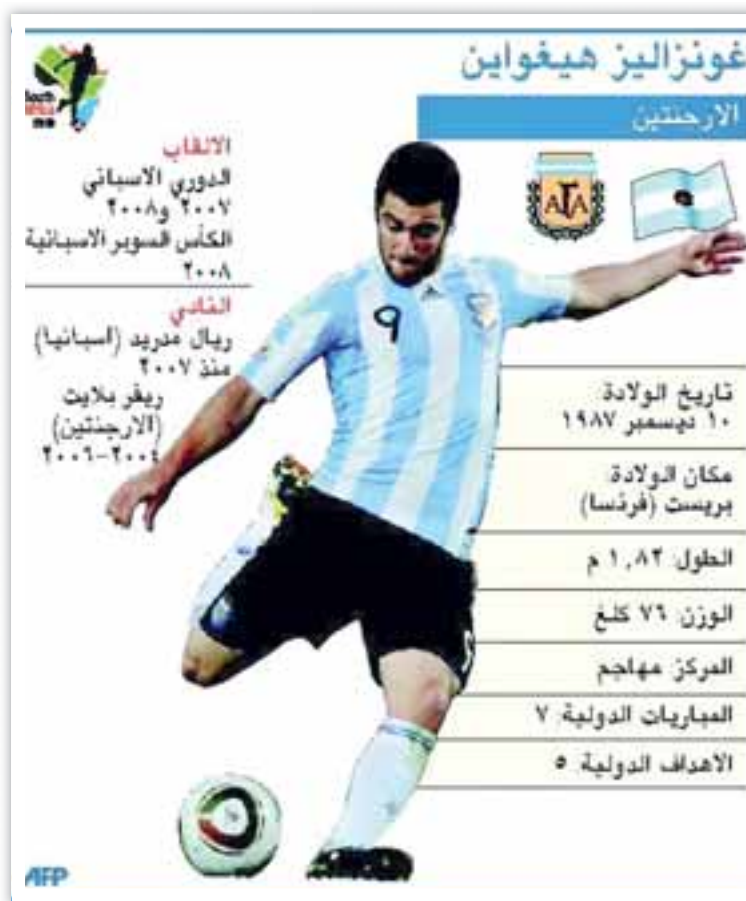 غونزاليز هيغواين
الارجنتين
الالقاب
الدوري الاسباني
٢٠٠٧ و٢٠٠٨
الكأس السوبر الاسبانية
٢٠٠٨
النادي
ريال مدريد (اسبانيا)
منذ ٢٠٠٧
ريفر بلايت
(الارجنتين)
٢٠٠٤-٢٠٠٦
تاريخ الولادة:
١٠ ديسمبر ١٩٨٧
مكان الولادة:
بريست (فرنسا)
الطول: ١,٨٢ م
الوزن: ٧٦ كلغ
المركز: مهاجم
المباريات الدولية: ٧
الاهداف الدولية: ٥
9
AFA
AFP